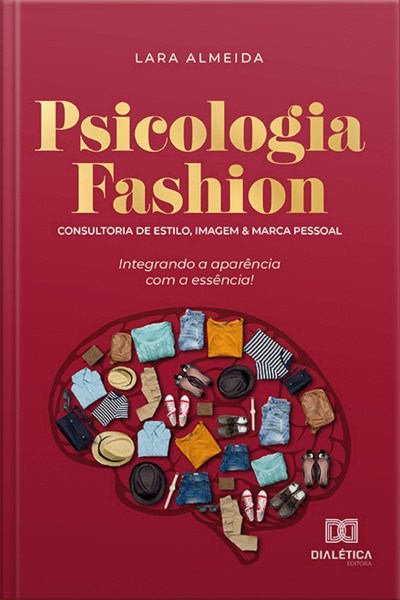 LARA ALMEIDA
Psicologia
Fashion
CONSULTORIA DE ESTILO, IMAGEM & MARCA PESSOAL
Integrando a aparência
com a essência!
DIALÉTICA
EDITORA